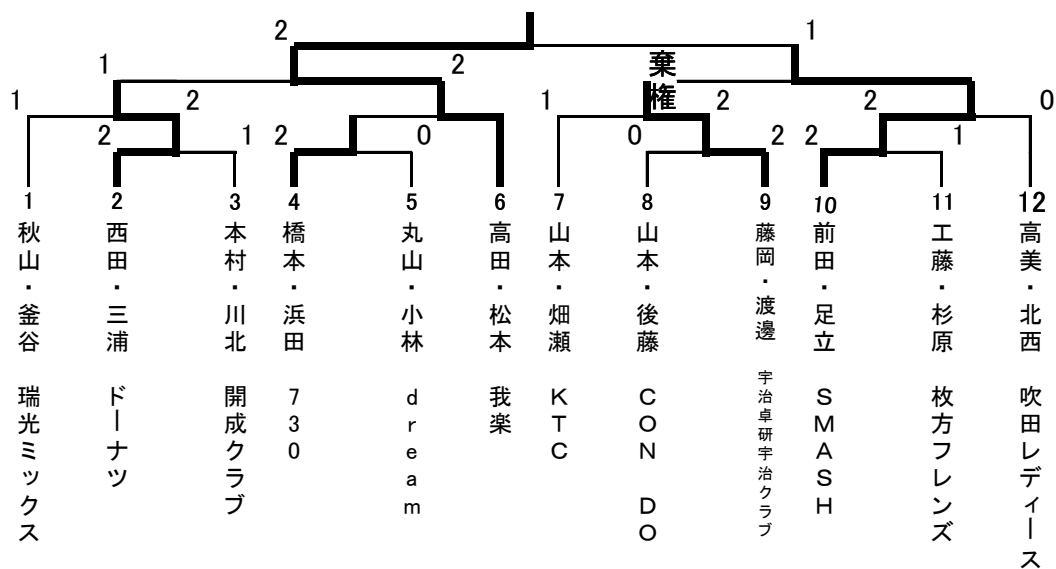 2 1
1 2 棄権
1 2 1 2 2 0
2 1 2 0 0 2 2 1
1 2 3 4 5 6 7 8 9 10 11 12
秋山・釜谷 瑞光ミックス
西田・三浦 ドーナツ
本村・川北 開成クラブ
橋本・浜田 730
丸山・小林 dream
高田・松本 我楽
山本・畑瀬 KTC
山本・後藤 CON DO
藤岡・渡邊 宇治卓研宇治クラブ
前田・足立 SMASH
工藤・杉原 枚方フレンズ
高美・北西 吹田レディース